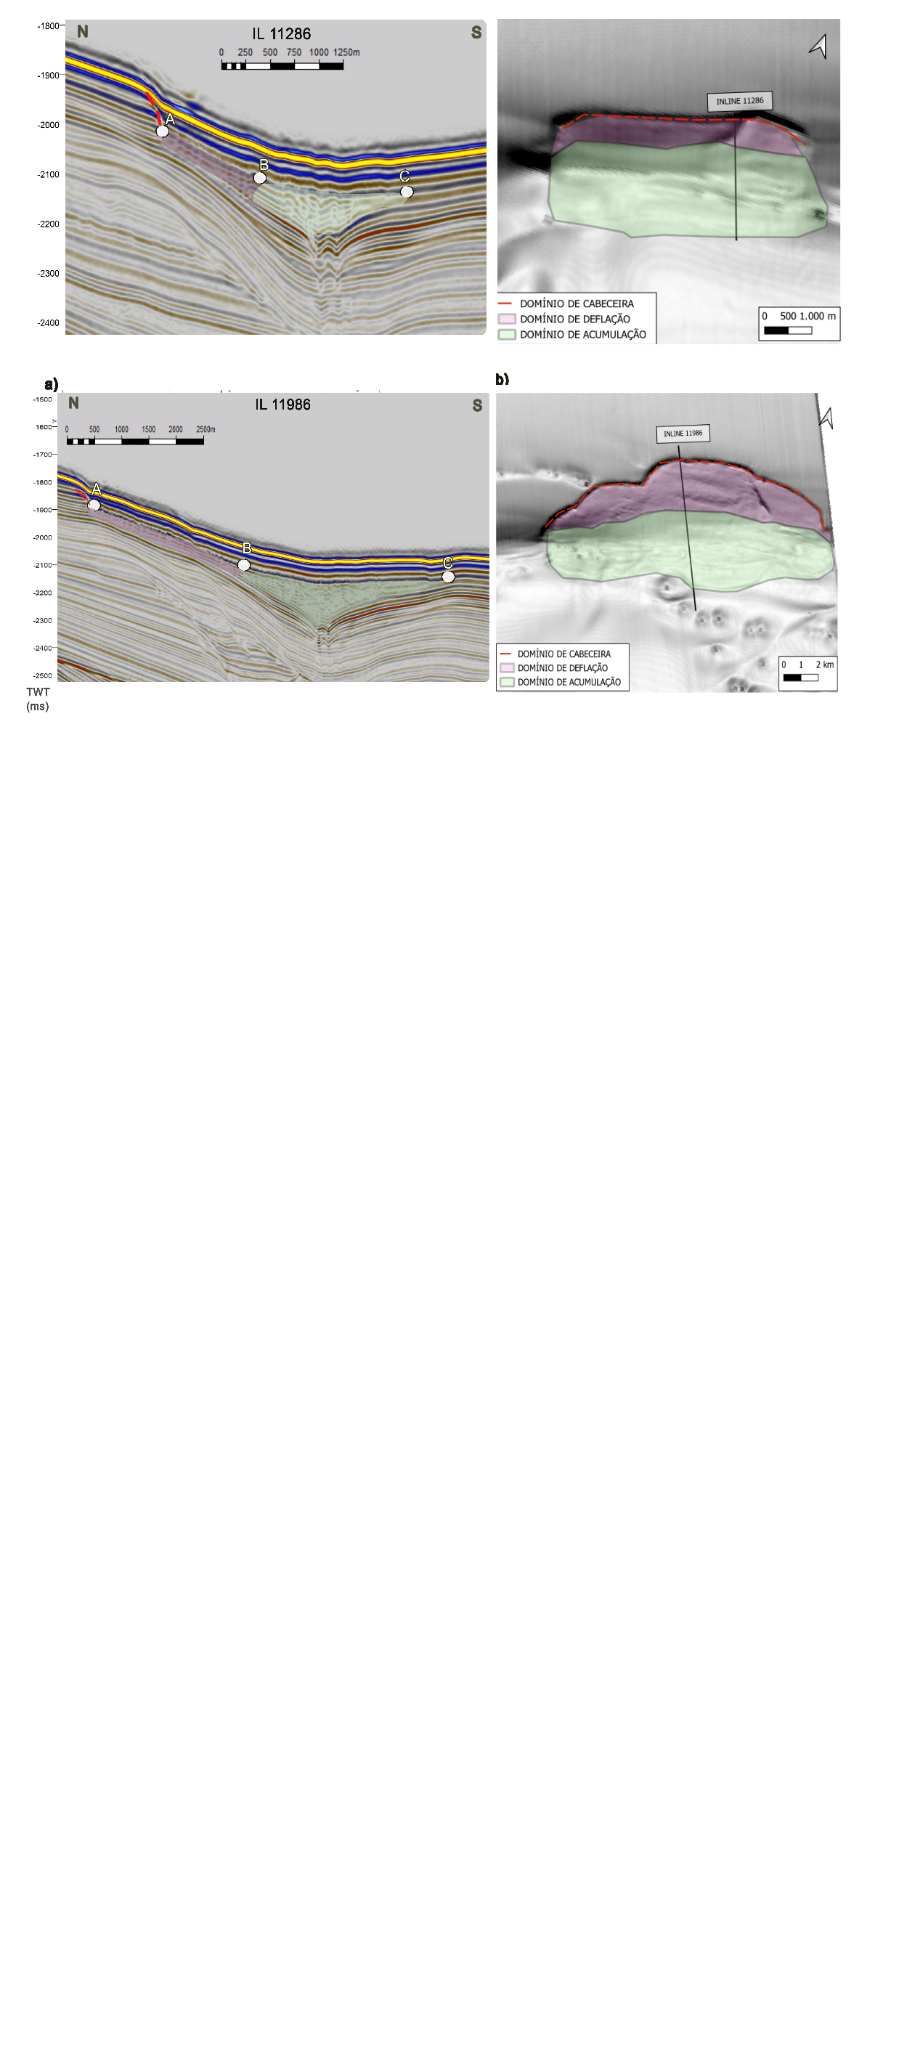 N IL 11286 S
0 250 500 750 1000 1250m
-1800
-1900
-2000
-2100
-2200
-2300
-2400
A
B
C
INLINE 11286
DOMÍNIO DE CABECEIRA
DOMÍNIO DE DEFLAÇÃO
DOMÍNIO DE ACUMULAÇÃO
0 500 1.000 m
a)
b)
N IL 11986 S
0 500 1000 1500 2000 2500m
-1500
-1600
-1700
-1800
-1900
-2000
-2100
-2200
-2300
-2400
-2500
TWT
(ms)
A
B
C
INLINE 11986
DOMÍNIO DE CABECEIRA
DOMÍNIO DE DEFLAÇÃO
DOMÍNIO DE ACUMULAÇÃO
0 1 2 km